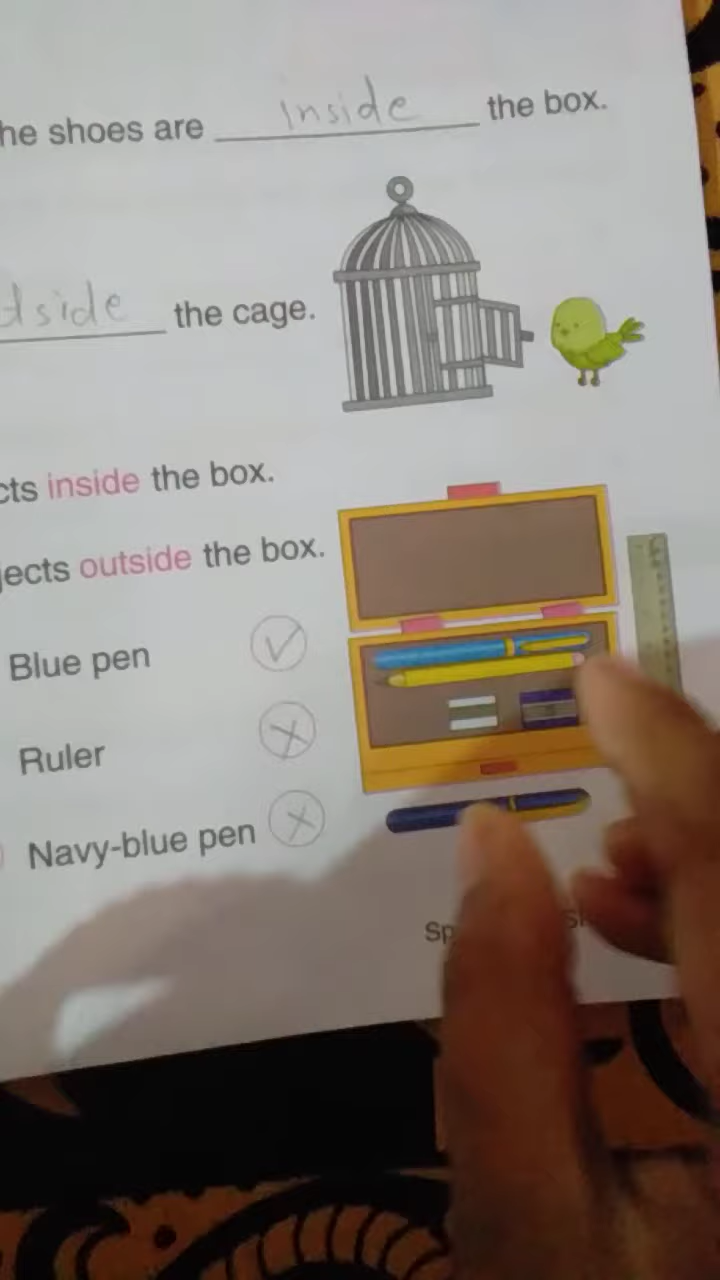 he shoes are inside the box.
dside the cage.
cts inside the box.
jects outside the box.
Blue pen
Ruler
Navy-blue pen
Sp